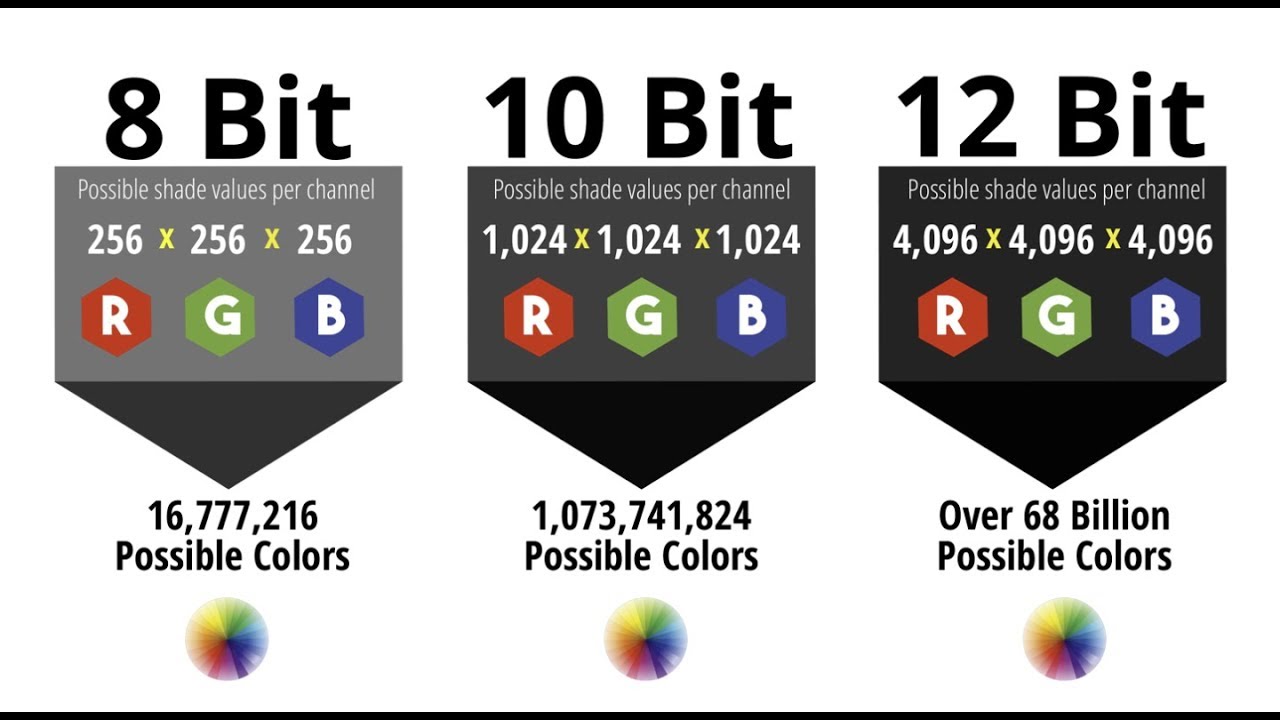 8 Bit
Possible shade values per channel
256 x 256 x 256
R G B
16,777,216
Possible Colors
10 Bit
Possible shade values per channel
1,024 x 1,024 x 1,024
R G B
1,073,741,824
Possible Colors
12 Bit
Possible shade values per channel
4,096 x 4,096 x 4,096
R G B
Over 68 Billion
Possible Colors